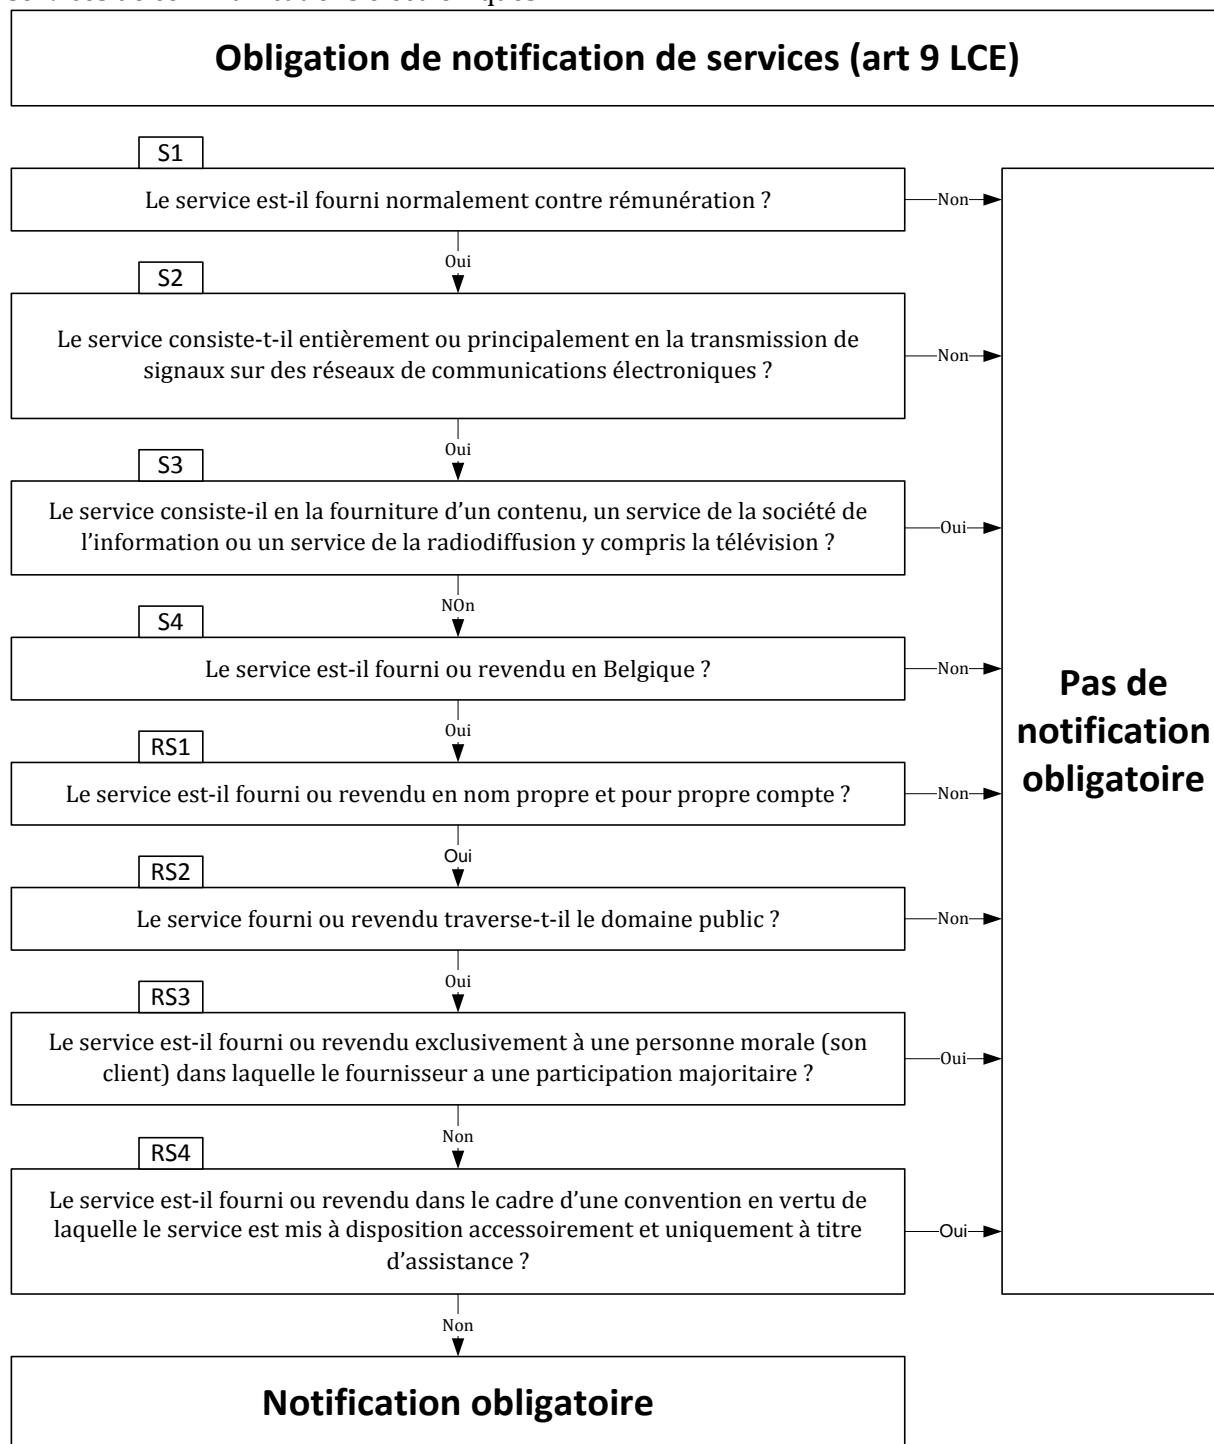 Obligation de notification de services (art 9 LCE)
S1
Le service est-il fourni normalement contre rémunération ?
Non
Oui
S2
Le service consiste-t-il entièrement ou principalement en la transmission de
signaux sur des réseaux de communications électroniques ?
Non
Oui
S3
Le service consiste-il en la fourniture d’un contenu, un service de la société de
l’information ou un service de la radiodiffusion y compris la télévision ?
Oui
NOn
S4
Le service est-il fourni ou revendu en Belgique ?
Non
Oui
RS1
Le service est-il fourni ou revendu en nom propre et pour propre compte ?
Non
Oui
RS2
Le service fourni ou revendu traverse-t-il le domaine public ?
Non
Oui
RS3
Le service est-il fourni ou revendu exclusivement à une personne morale (son
client) dans laquelle le fournisseur a une participation majoritaire ?
Oui
Non
RS4
Le service est-il fourni ou revendu dans le cadre d’une convention en vertu de
laquelle le service est mis à disposition accessoirement et uniquement à titre
d’assistance ?
Oui
Non
Pas de
notification
obligatoire
Notification obligatoire